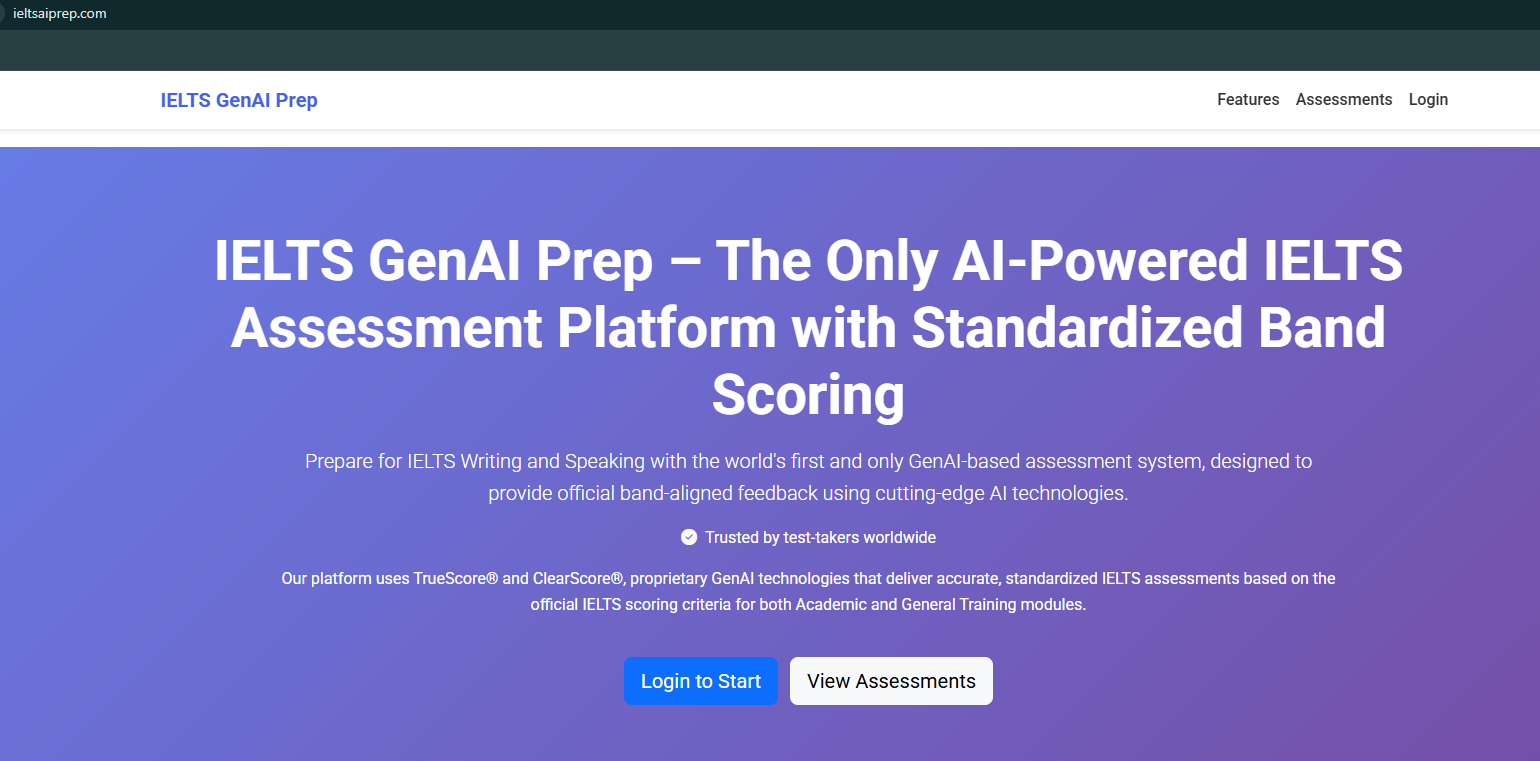 ieltsaiprep.com
IELTS GenAI Prep
Features Assessments Login
IELTS GenAI Prep – The Only AI-Powered IELTS
Assessment Platform with Standardized Band
Scoring
Prepare for IELTS Writing and Speaking with the world's first and only GenAI-based assessment system, designed to
provide official band-aligned feedback using cutting-edge AI technologies.
Trusted by test-takers worldwide
Our platform uses TrueScore® and ClearScore®, proprietary GenAI technologies that deliver accurate, standardized IELTS assessments based on the
official IELTS scoring criteria for both Academic and General Training modules.
Login to Start
View Assessments